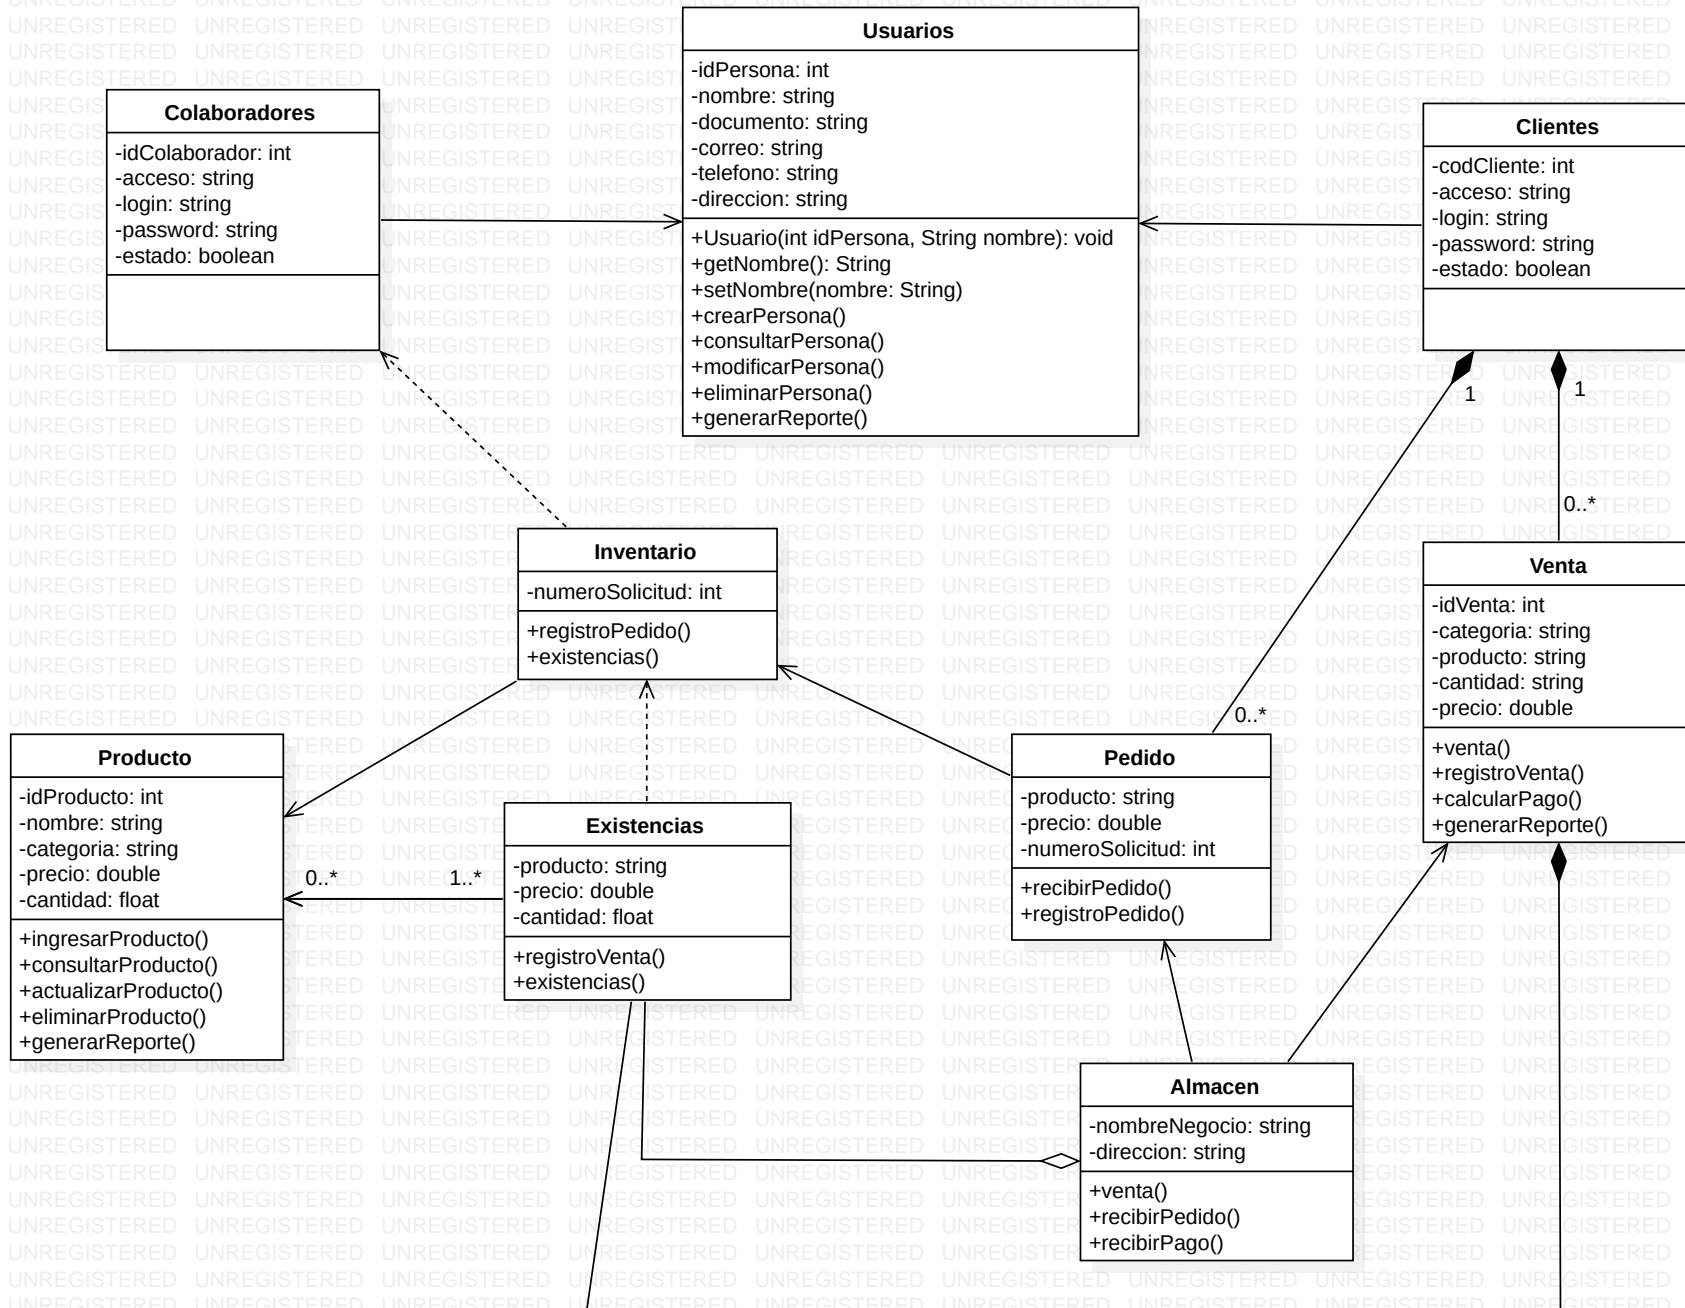 Usuarios
-idPersona: int
-nombre: string
-documento: string
-correo: string
-telefono: string
-direccion: string
+Usuario(int idPersona, String nombre): void
+getNombre(): String
+setNombre(nombre: String)
+crearPersona()
+consultarPersona()
+modificarPersona()
+eliminarPersona()
+generarReporte()
Colaboradores
-idColaborador: int
-acceso: string
-login: string
-password: string
-estado: boolean
Clientes
-codCliente: int
-acceso: string
-login: string
-password: string
-estado: boolean
1
1
0..*
0..*
Inventario
-numeroSolicitud: int
+registroPedido()
+existencias()
Venta
-idVenta: int
-categoria: string
-producto: string
-cantidad: string
-precio: double
+venta()
+registroVenta()
+calcularPago()
+generarReporte()
Producto
-idProducto: int
-nombre: string
-categoria: string
-precio: double
-cantidad: float
+ingresarProducto()
+consultarProducto()
+actualizarProducto()
+eliminarProducto()
+generarReporte()
0..*
1..*
Existencias
-producto: string
-precio: double
-cantidad: float
+registroVenta()
+existencias()
Pedido
-producto: string
-precio: double
-numeroSolicitud: int
+recibirPedido()
+registroPedido()
Almacen
-nombreNegocio: string
-direccion: string
+venta()
+recibirPedido()
+recibirPago()
UNREGISTERED